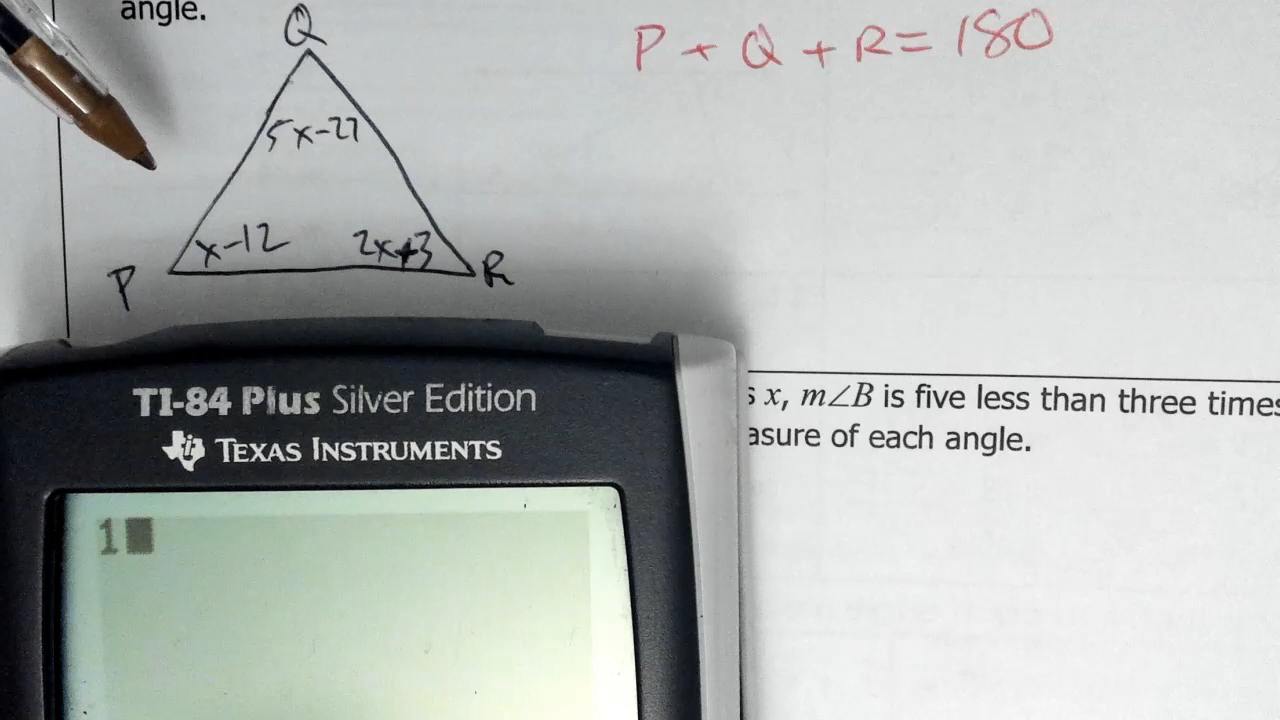 angle.
Q
P + Q + R = 180
5x-27
x-12
2x+3
P
R
x, m∠B is five less than three times
asure of each angle.
TI-84 Plus Silver Edition
TEXAS INSTRUMENTS
1